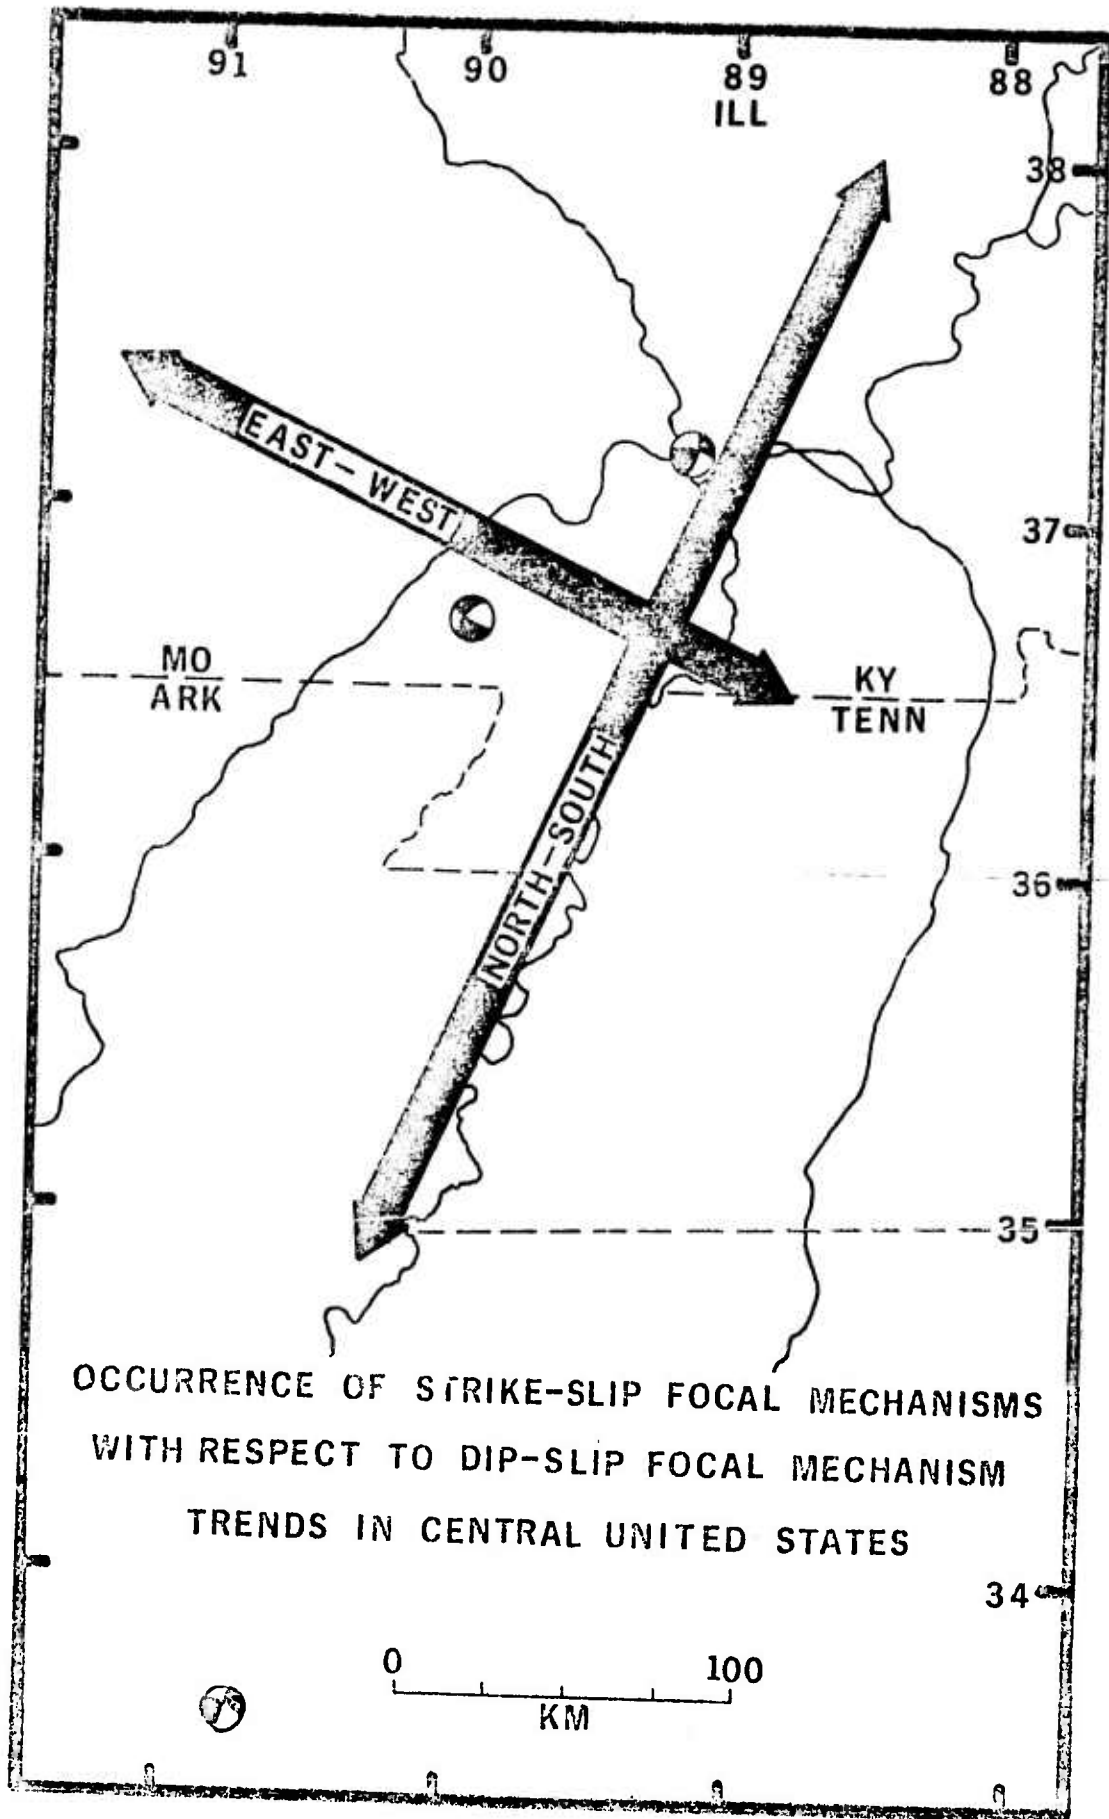 91 90 89 88
ILL
38
EAST-WEST
37
MO
ARK
KY
TENN
NORTH-SOUTH
36
35
OCCURRENCE OF STRIKE-SLIP FOCAL MECHANISMS
WITH RESPECT TO DIP-SLIP FOCAL MECHANISM
TRENDS IN CENTRAL UNITED STATES
34
0 100
KM